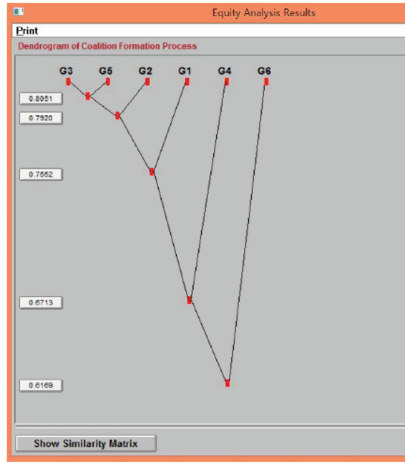 Equity Analysis Results
Print
Dendrogram of Coalition Formation Process
G3 G5 G2 G1 G4 G6
0.8051
0.7920
0.7552
0.6713
0.6169
Show Similarity Matrix